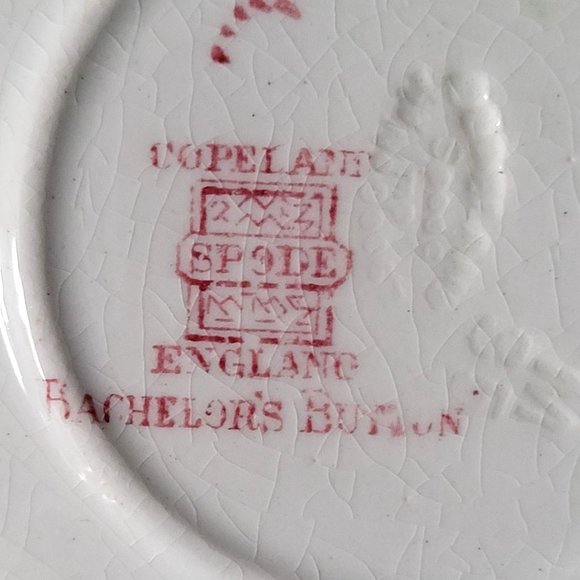 COPELAND
SPODE
ENGLAND
BACHELOR'S BUTTON